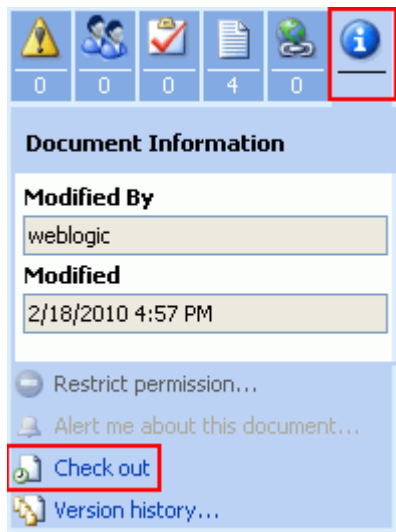 0 0 0 4 0
Document Information
Modified By
weblogic
Modified
2/18/2010 4:57 PM
Restrict permission...
Alert me about this document...
Check out
Version history...